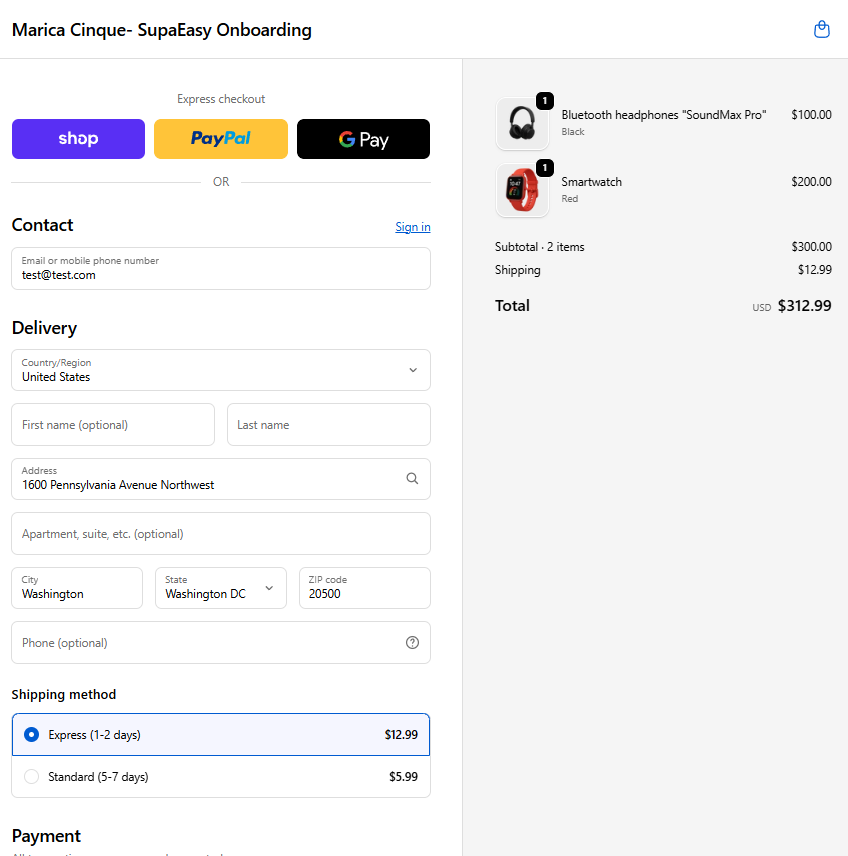 Marica Cinque- SupaEasy Onboarding
Express checkout
shop
PayPal
G Pay
OR
Contact
Sign in
Email or mobile phone number
test@test.com
Delivery
Country/Region
United States
First name (optional)
Last name
Address
1600 Pennsylvania Avenue Northwest
Apartment, suite, etc. (optional)
City
Washington
State
Washington DC
ZIP code
20500
Phone (optional)
Shipping method
Express (1-2 days)
$12.99
Standard (5-7 days)
$5.99
Payment
1
Bluetooth headphones "SoundMax Pro"
$100.00
Black
1
Smartwatch
$200.00
Red
Subtotal · 2 items
$300.00
Shipping
$12.99
Total
USD $312.99